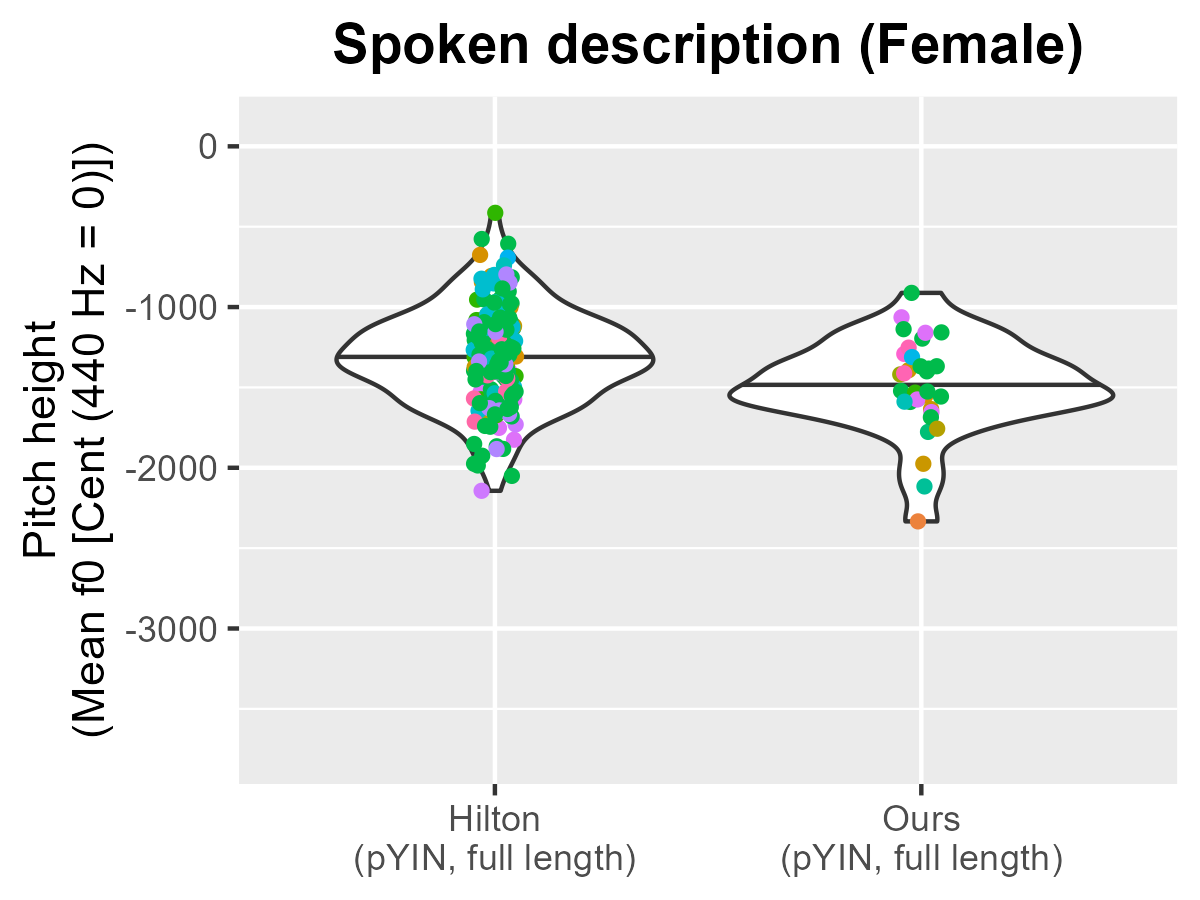 Spoken description (Female)
Pitch height
(Mean f0 [Cent (440 Hz = 0)])
0
-1000
-2000
-3000
Hilton
(pYIN, full length)
Ours
(pYIN, full length)